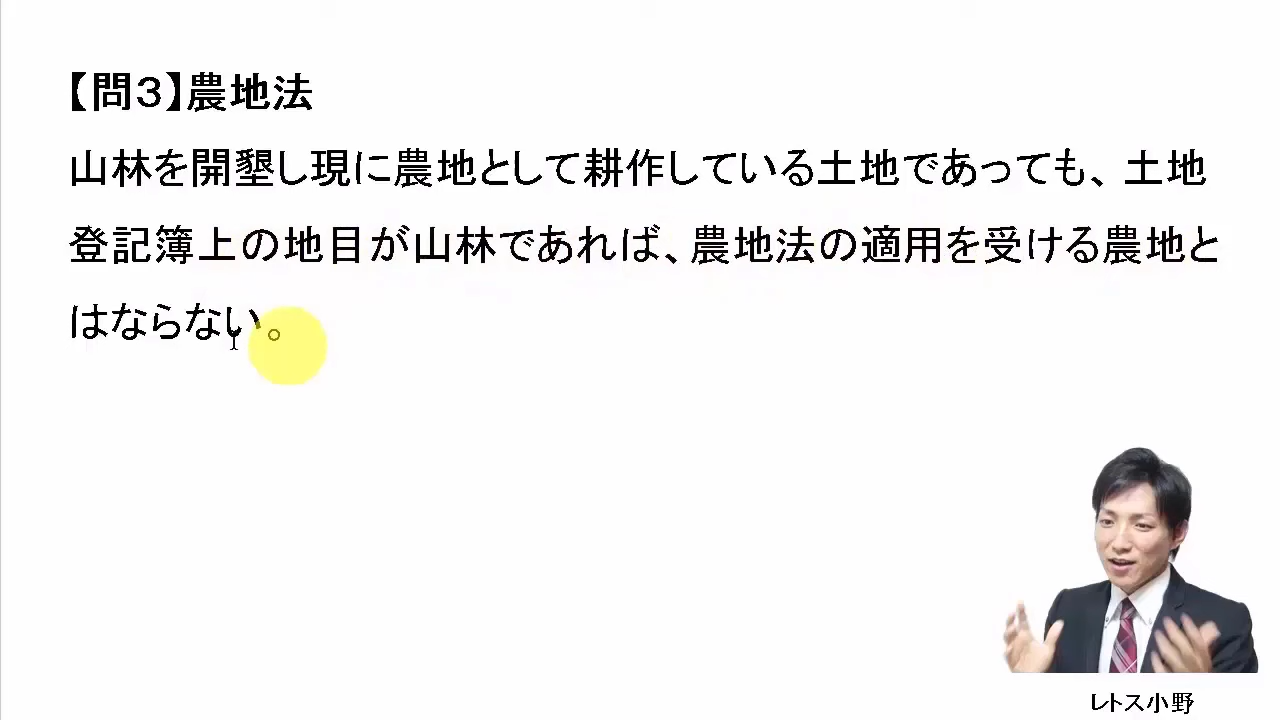 【問３】農地法
山林を開墾し現に農地として耕作している土地であっても、土地
登記簿上の地目が山林であれば、農地法の適用を受ける農地と
はならない。
レトス小野